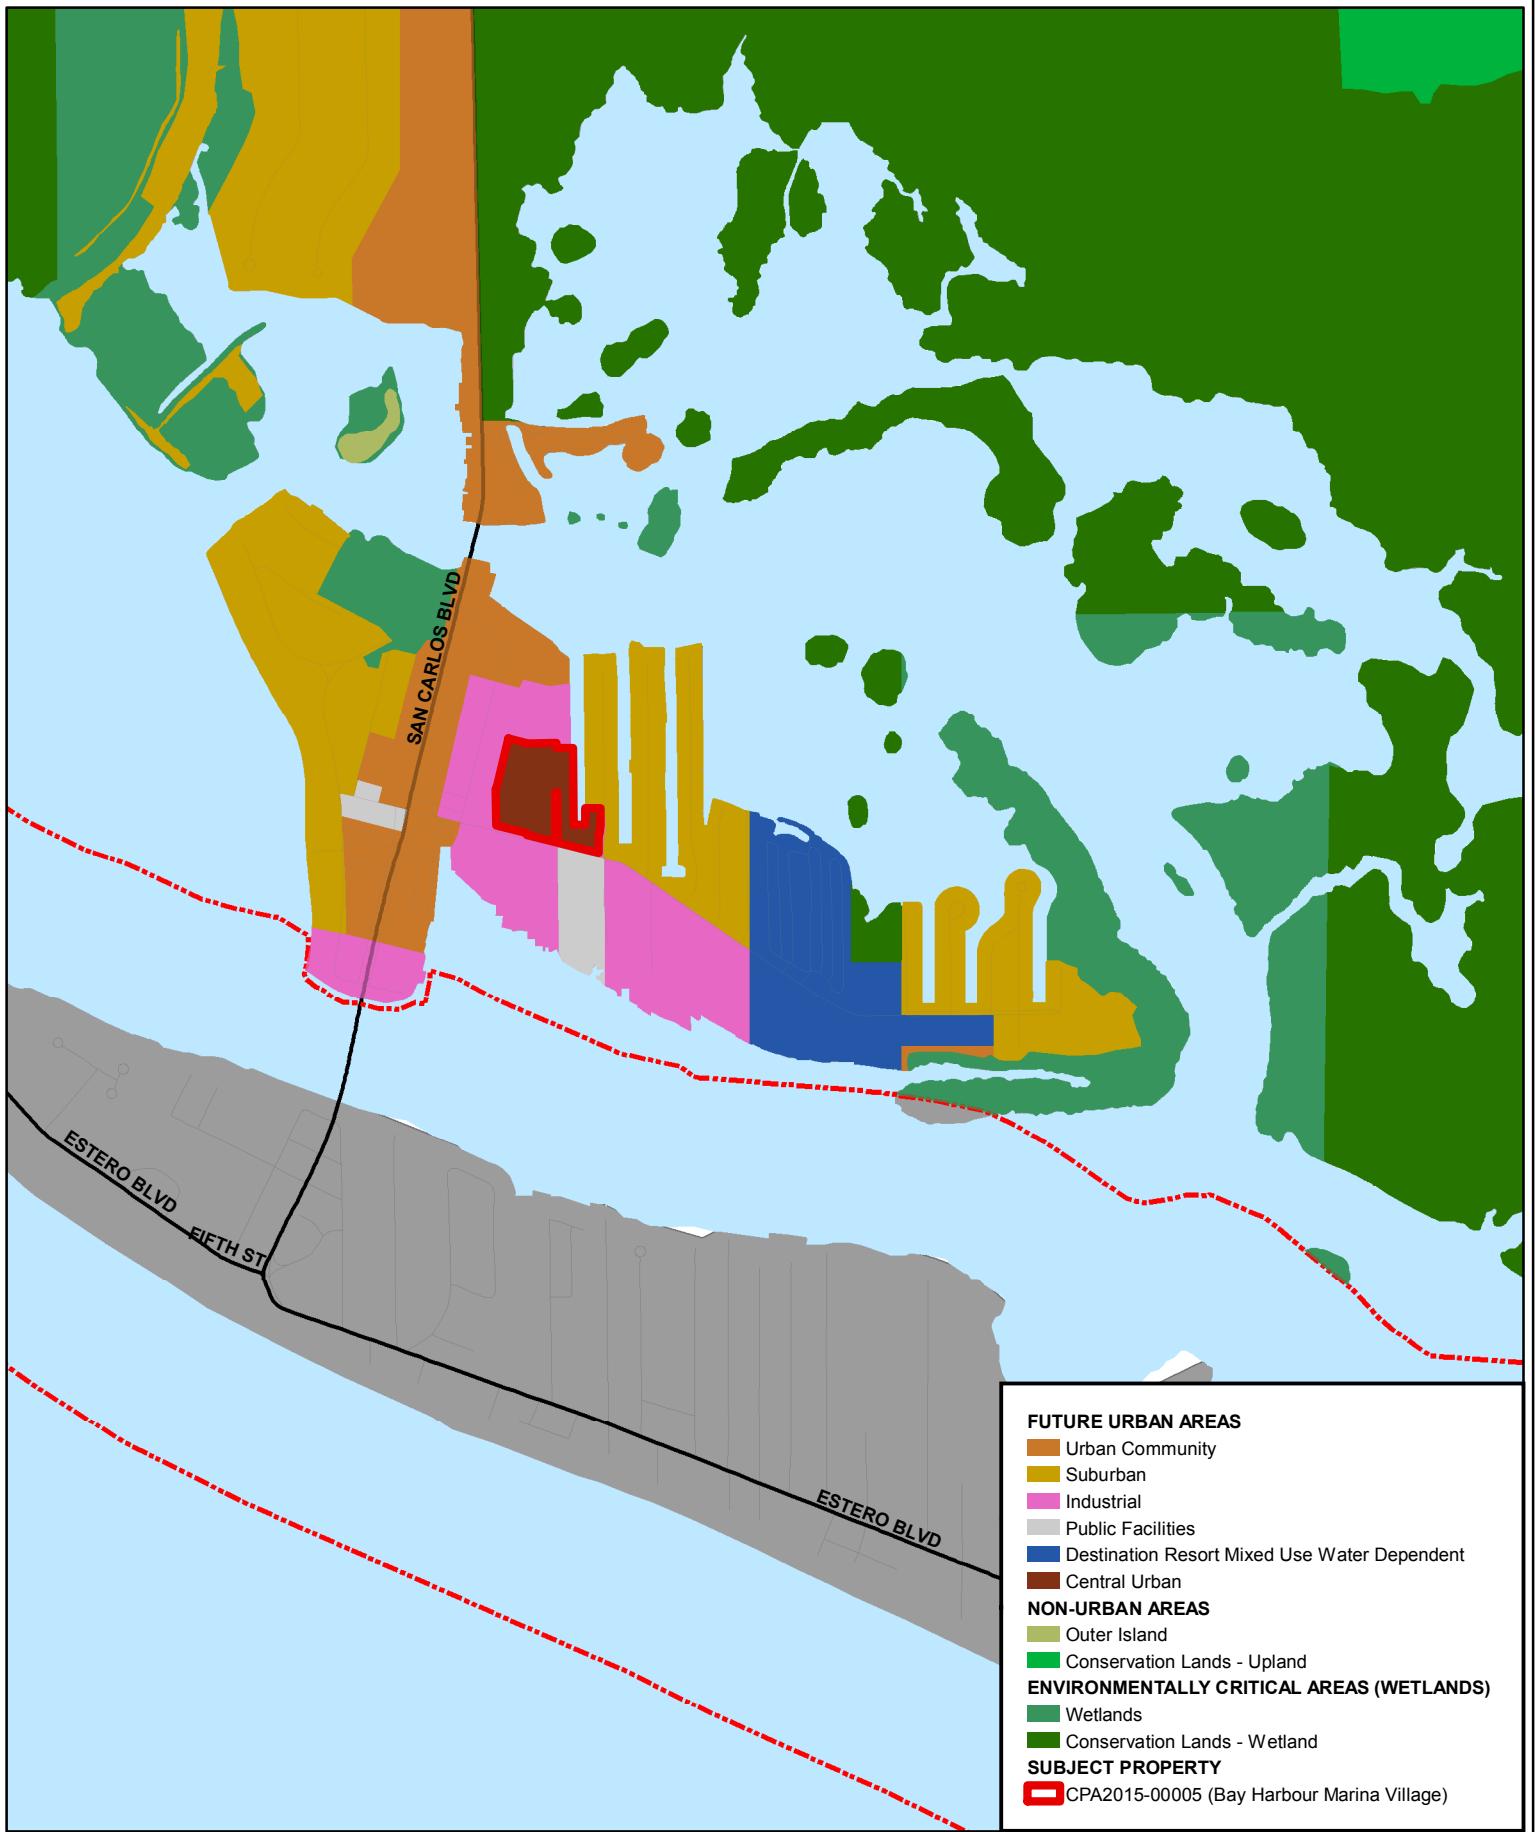 SAN CARLOS BLVD
ESTERO BLVD
FIFTH ST
ESTERO BLVD
FUTURE URBAN AREAS
Urban Community
Suburban
Industrial
Public Facilities
Destination Resort Mixed Use Water Dependent
Central Urban
NON-URBAN AREAS
Outer Island
Conservation Lands - Upland
ENVIRONMENTALLY CRITICAL AREAS (WETLANDS)
Wetlands
Conservation Lands - Wetland
SUBJECT PROPERTY
CPA2015-00005 (Bay Harbour Marina Village)